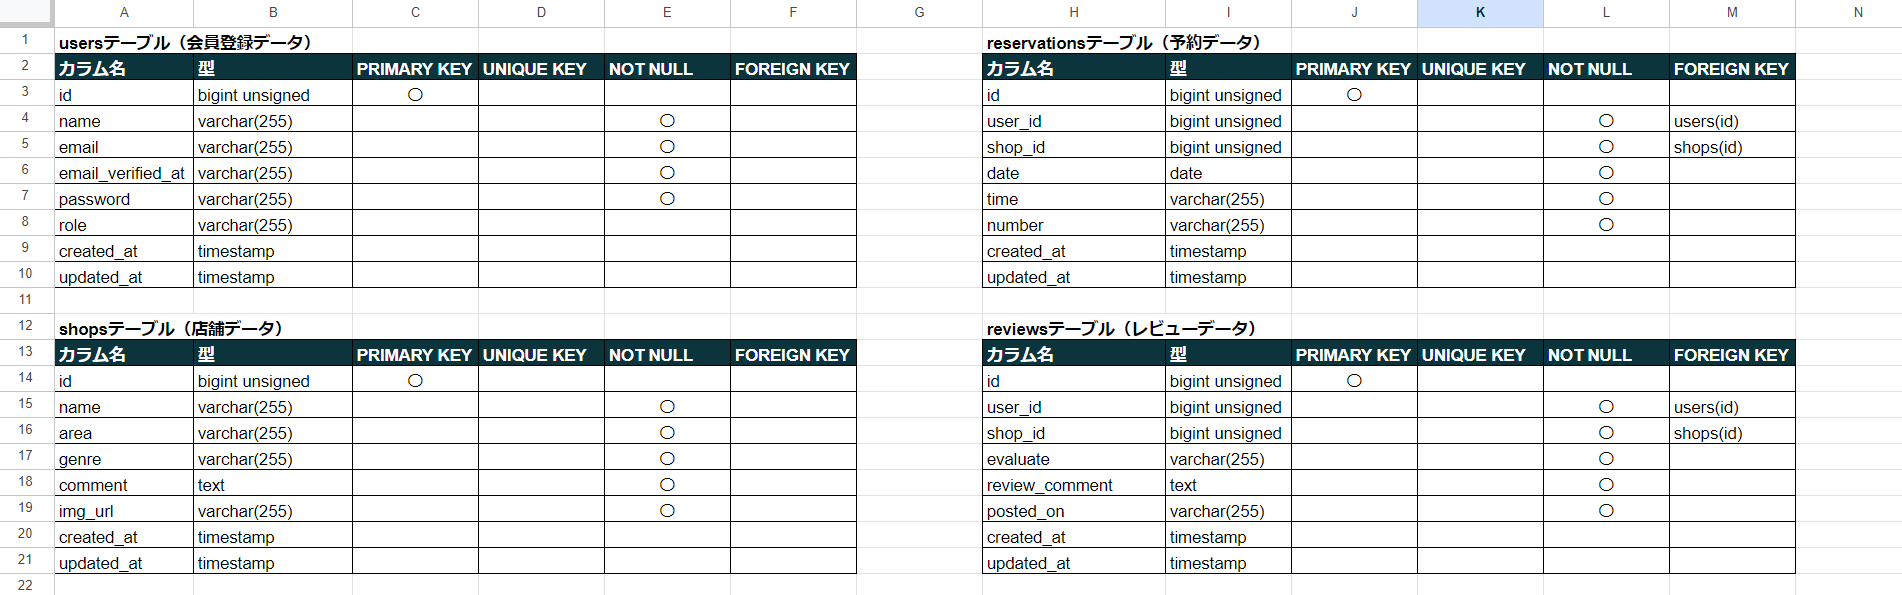 A B C D E F G H I J K L M N
1 usersテーブル（会員登録データ） reservationsテーブル（予約データ）
2 カラム名 型 PRIMARY KEY UNIQUE KEY NOT NULL FOREIGN KEY カラム名 型 PRIMARY KEY UNIQUE KEY NOT NULL FOREIGN KEY
3 id bigint unsigned ○ id bigint unsigned ○
4 name varchar(255) ○ user_id bigint unsigned ○ users(id)
5 email varchar(255) ○ shop_id bigint unsigned ○ shops(id)
6 email_verified_at varchar(255) ○ date date ○
7 password varchar(255) ○ time varchar(255) ○
8 role varchar(255) number varchar(255) ○
9 created_at timestamp created_at timestamp
10 updated_at timestamp updated_at timestamp
11
12 shopsテーブル（店舗データ） reviewsテーブル（レビューデータ）
13 カラム名 型 PRIMARY KEY UNIQUE KEY NOT NULL FOREIGN KEY カラム名 型 PRIMARY KEY UNIQUE KEY NOT NULL FOREIGN KEY
14 id bigint unsigned ○ id bigint unsigned ○
15 name varchar(255) ○ user_id bigint unsigned ○ users(id)
16 area varchar(255) ○ shop_id bigint unsigned ○ shops(id)
17 genre varchar(255) ○ evaluate varchar(255) ○
18 comment text ○ review_comment text ○
19 img_url varchar(255) ○ posted_on varchar(255) ○
20 created_at timestamp created_at timestamp
21 updated_at timestamp updated_at timestamp
22